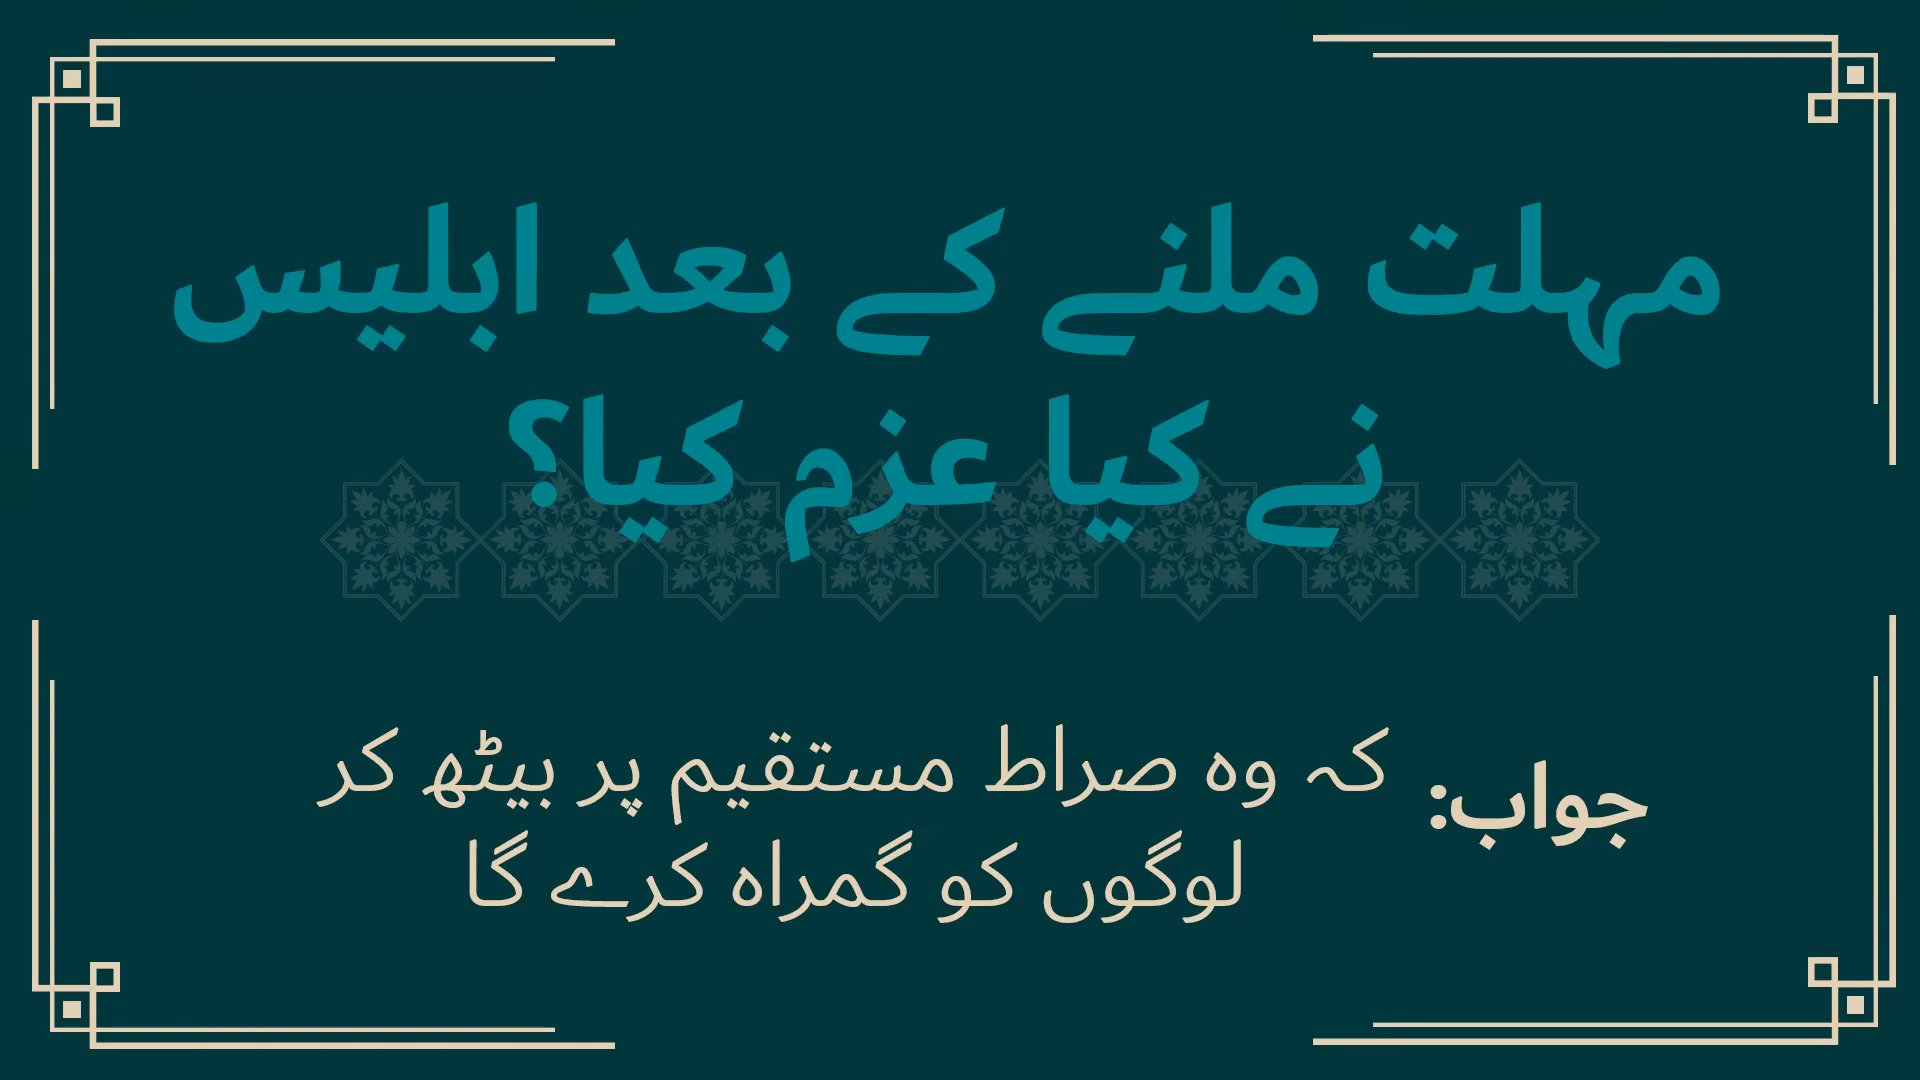 مہلت ملنے کے بعد ابلیس
نے کیا عزم کیا؟
جواب: کہ وہ صراط مستقیم پر بیٹھ کر
لوگوں کو گمراہ کرے گا